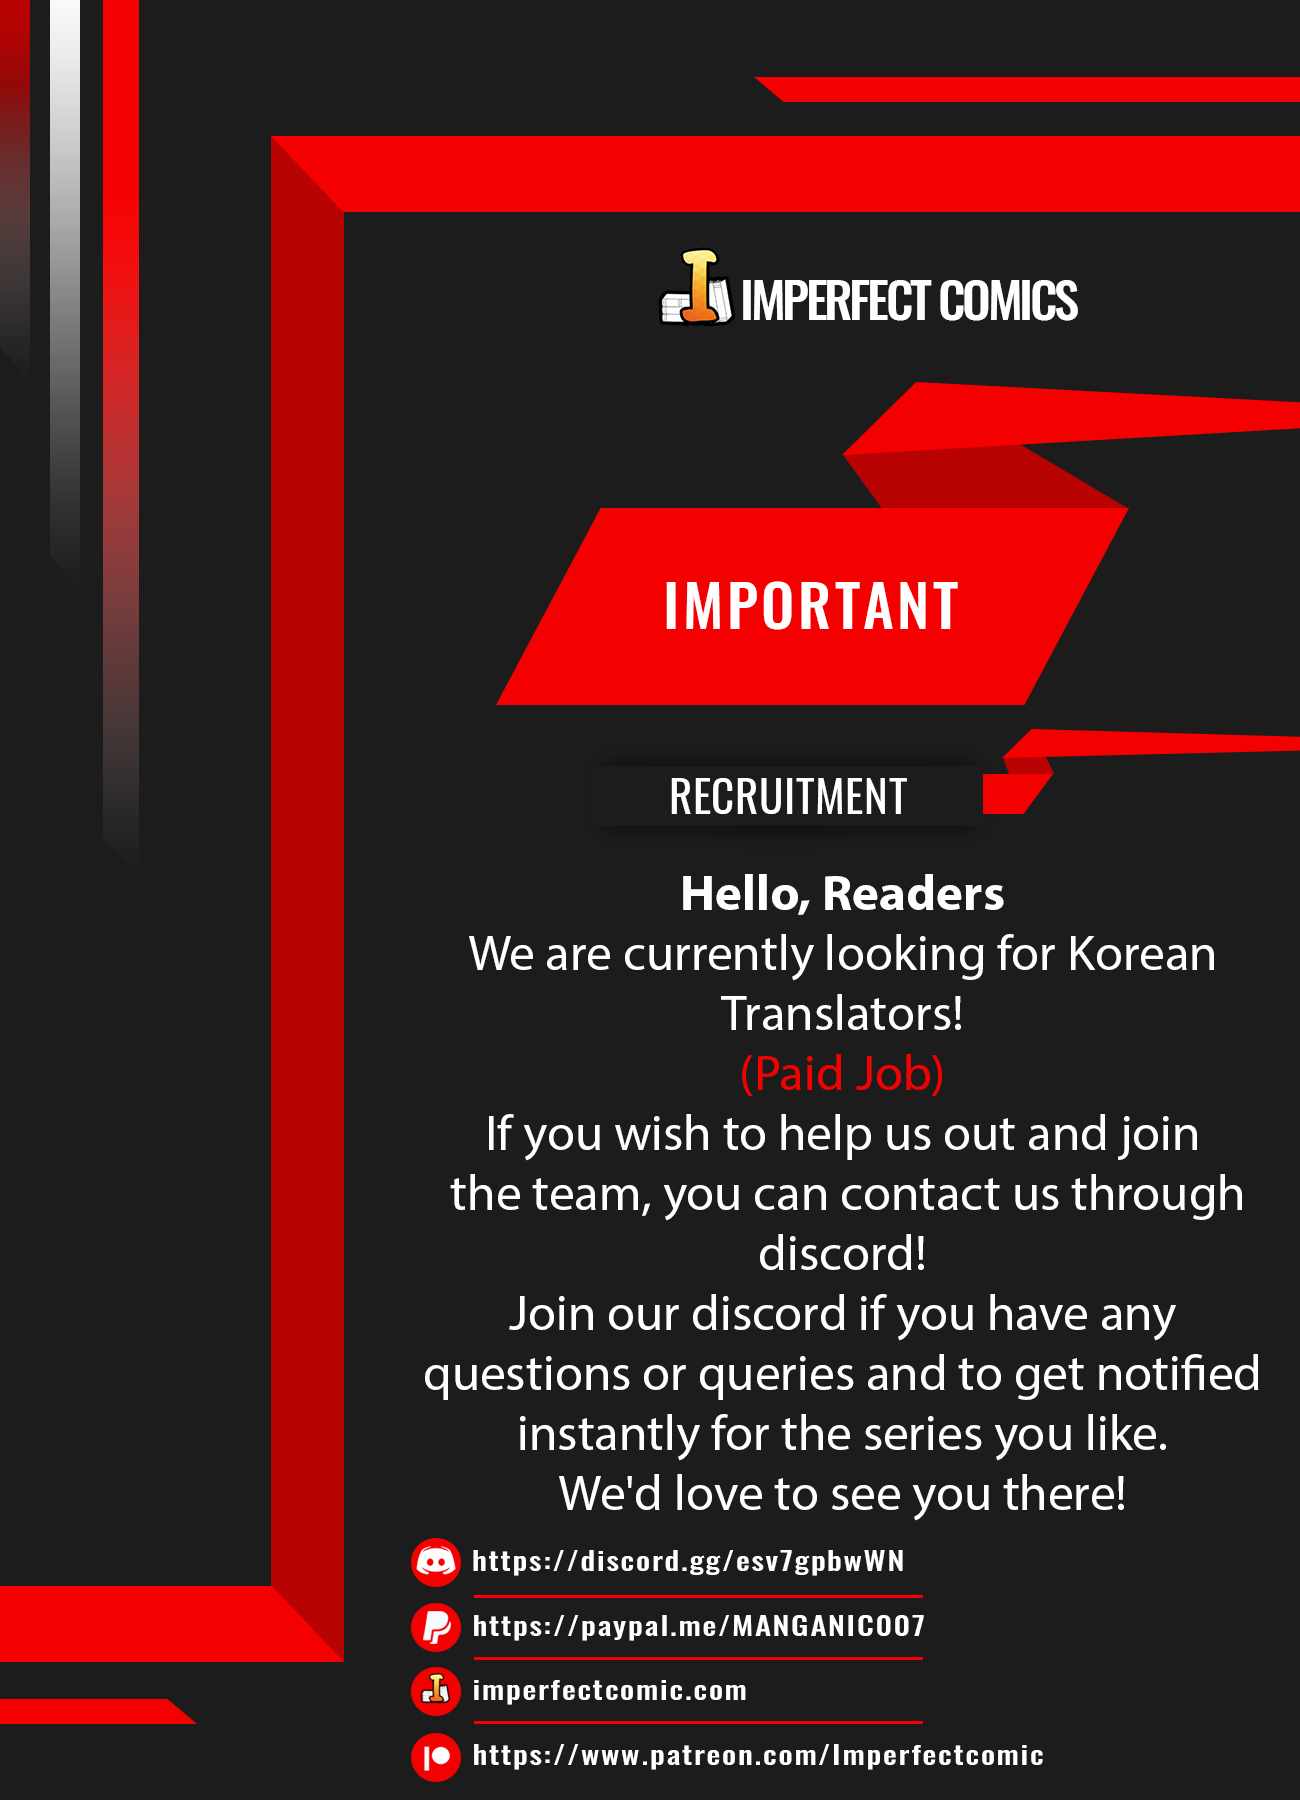 IMPERFECT COMICS
IMPORTANT
RECRUITMENT
Hello, Readers
We are currently looking for Korean
Translators!
(Paid Job)
If you wish to help us out and join
the team, you can contact us through
discord!
Join our discord if you have any
questions or queries and to get notified
instantly for the series you like.
We'd love to see you there!
https://discord.gg/esv7gpbwWN
https://paypal.me/MANGANIC007
imperfectcomic.com
https://www.patreon.com/Imperfectcomic